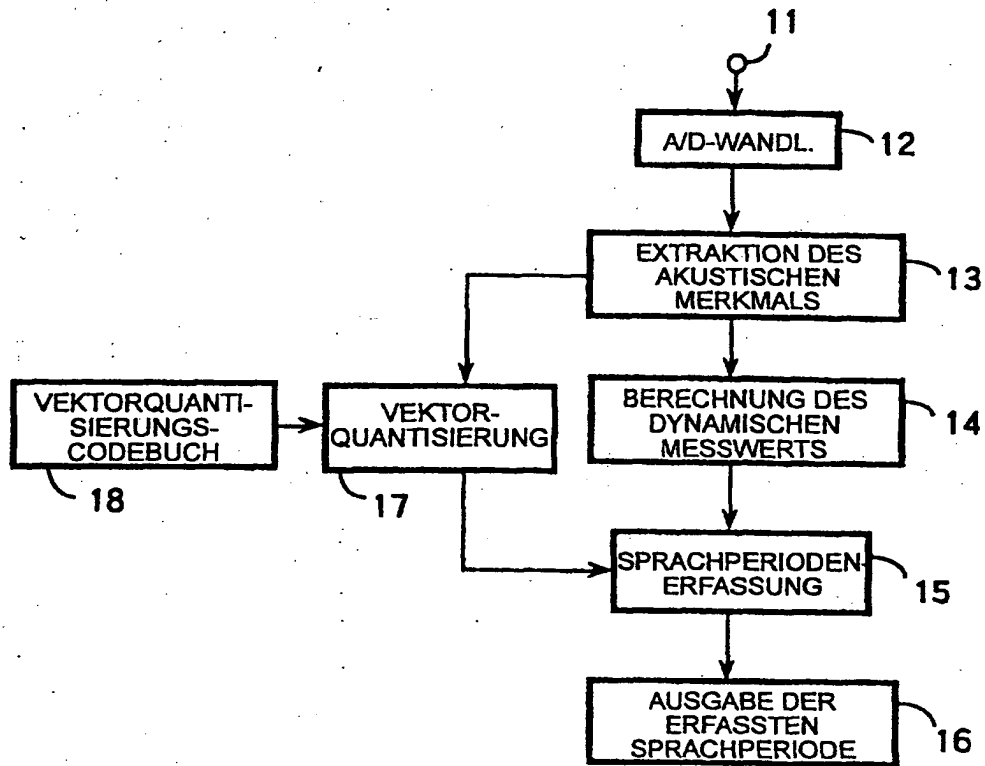 11
A/D-WANDL.
12
EXTRAKTION DES
AKUSTISCHEN
MERKMALS
13
VEKTORQUANTI-
SIERUNGS-
CODEBUCH
18
VEKTOR-
QUANTISIERUNG
17
BERECHNUNG DES
DYNAMISCHEN
MESSWERTS
14
SPRACHPERIODEN-
ERFASSUNG
15
AUSGABE DER
ERFASSTEN
SPRACHPERIODE
16